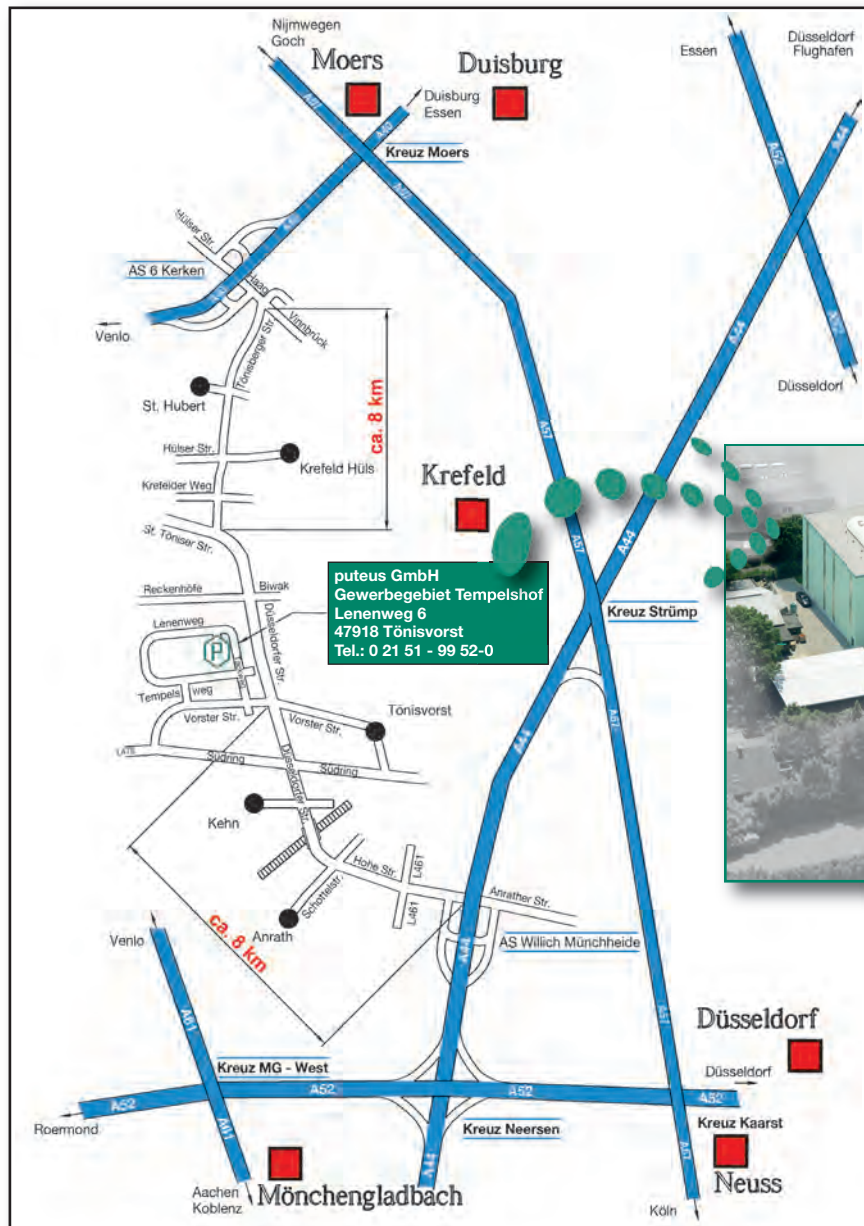 Nijmwegen
Goch
Moers
Duisburg
Duisburg
Essen
Essen
Düsseldorf
Flughafen
A57
A40
Kreuz Moers
A57
A52
A44
Hülser Str.
A40
AS 6 Kerken
Haag
A40
Vinnbrück
Venlo
Tönisberger Str.
ca. 8 km
A44
A52
Düsseldorf
St. Hubert
A57
Hülser Str.
Krefeld Hüls
Krefelder Weg
Krefeld
St. Töniser Str.
A57
A44
Reckenhöfe
Biwak
puteus GmbH
Gewerbegebiet Tempelshof
Lenenweg 6
47918 Tönisvorst
Tel.: 0 21 51 - 99 52-0
Kreuz Strümp
Lenenweg
P
Düsseldorfer Str.
Tempels weg
Vorster Str.
Vorster Str.
Tönisvorst
A57
A44
Südring
Südring
Düsseldorfer Str.
Kehn
Hohe Str.
L461
Schottelstr.
L461
Anrather Str.
Anrath
ca. 8 km
A44
AS Willich Münchheide
Venlo
A61
A57
Düsseldorf
Düsseldorf
Kreuz MG - West
A52
A52
A52
A52
Roermond
A61
Kreuz Neersen
Kreuz Kaarst
A44
A57
Aachen
Koblenz
Mönchengladbach
Neuss
Köln